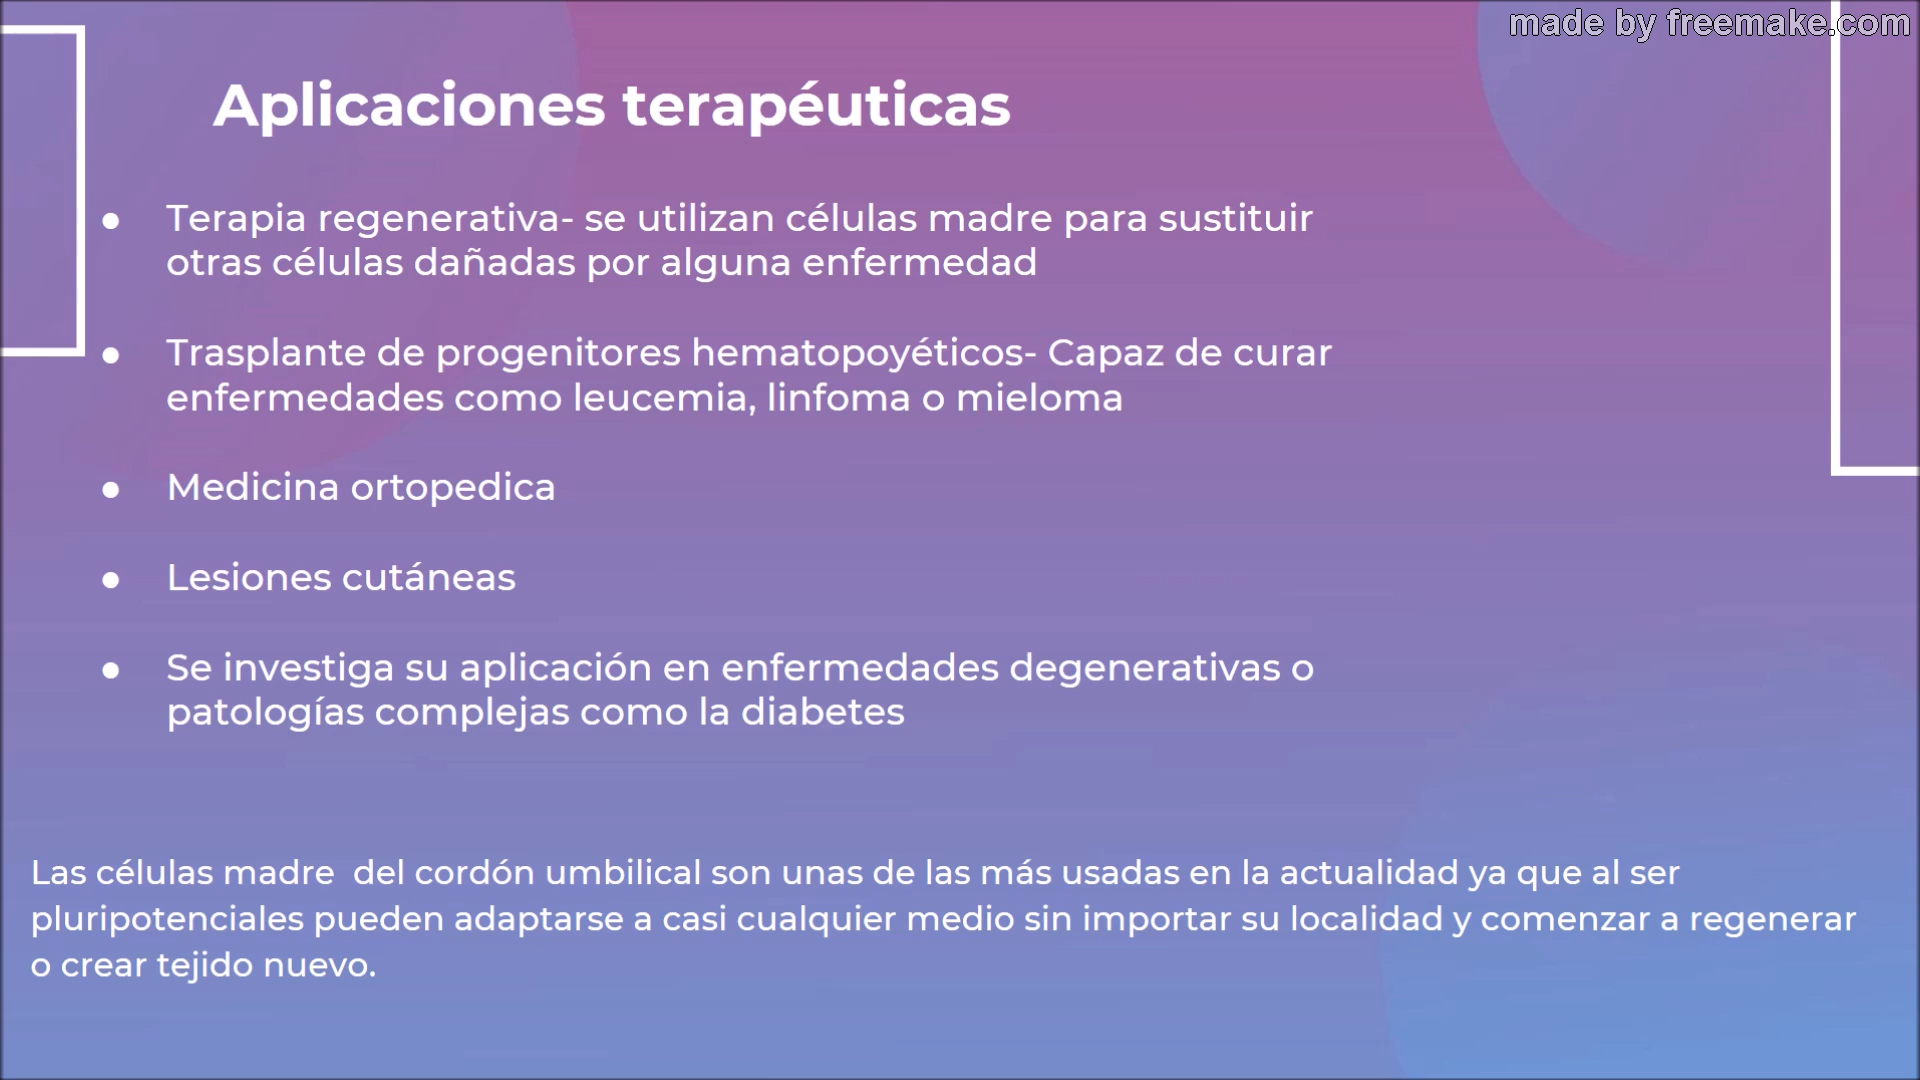 made by freemake.com
Aplicaciones terapéuticas
● Terapia regenerativa- se utilizan células madre para sustituir
otras células dañadas por alguna enfermedad
● Trasplante de progenitores hematopoyéticos- Capaz de curar
enfermedades como leucemia, linfoma o mieloma
● Medicina ortopedica
● Lesiones cutáneas
● Se investiga su aplicación en enfermedades degenerativas o
patologías complejas como la diabetes
Las células madre  del cordón umbilical son unas de las más usadas en la actualidad ya que al ser
pluripotenciales pueden adaptarse a casi cualquier medio sin importar su localidad y comenzar a regenerar
o crear tejido nuevo.